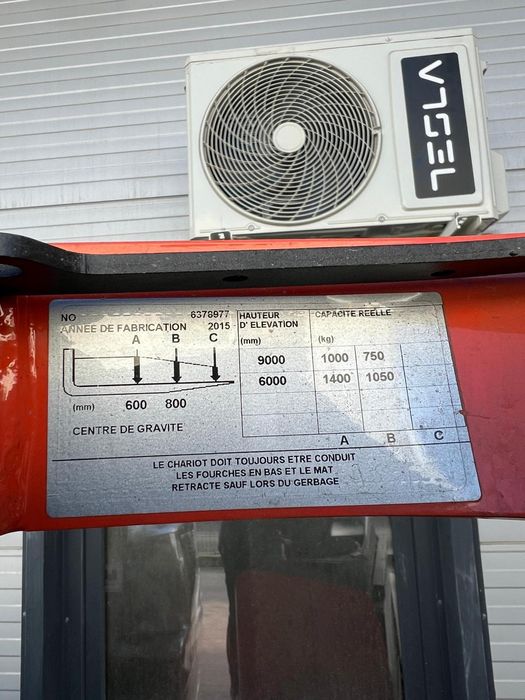 TESLA
NO 6378977
ANNEE DE FABRICATION 2015
A B C
(mm) 600 800
CENTRE DE GRAVITE
HAUTEUR CAPACITE REELLE
D' ELEVATION
(mm) (kg)
9000 1000 750
6000 1400 1050
A B C
LE CHARIOT DOIT TOUJOURS ETRE CONDUIT
LES FOURCHES EN BAS ET LE MAT
RETRACTE SAUF LORS DU GERBAGE